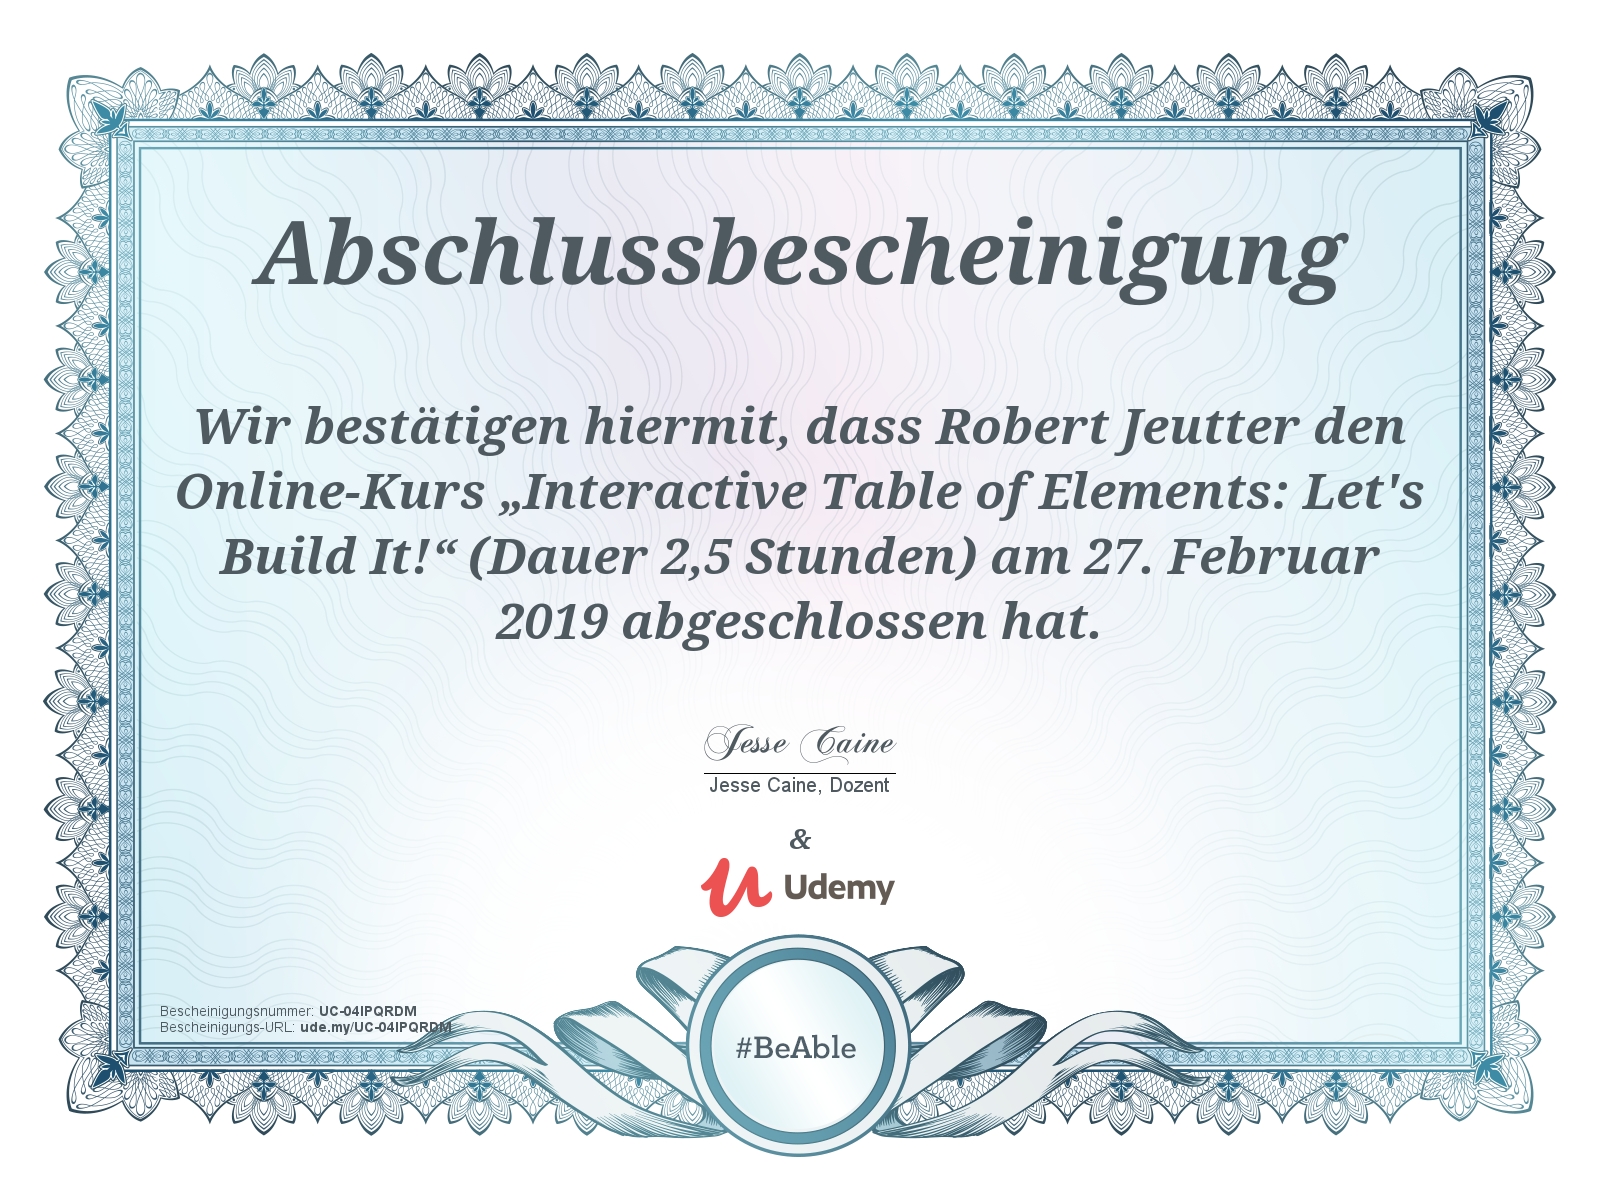 Abschlussbescheinigung
Wir bestätigen hiermit, dass Robert Jeutter den
Online-Kurs „Interactive Table of Elements: Let's
Build It!“ (Dauer 2,5 Stunden) am 27. Februar
2019 abgeschlossen hat.
Jesse Caine
Jesse Caine, Dozent
&
Udemy
Bescheinigungsnummer: UC-04IPQRDM
Bescheinigungs-URL: ude.my/UC-04IPQRDM
#BeAble